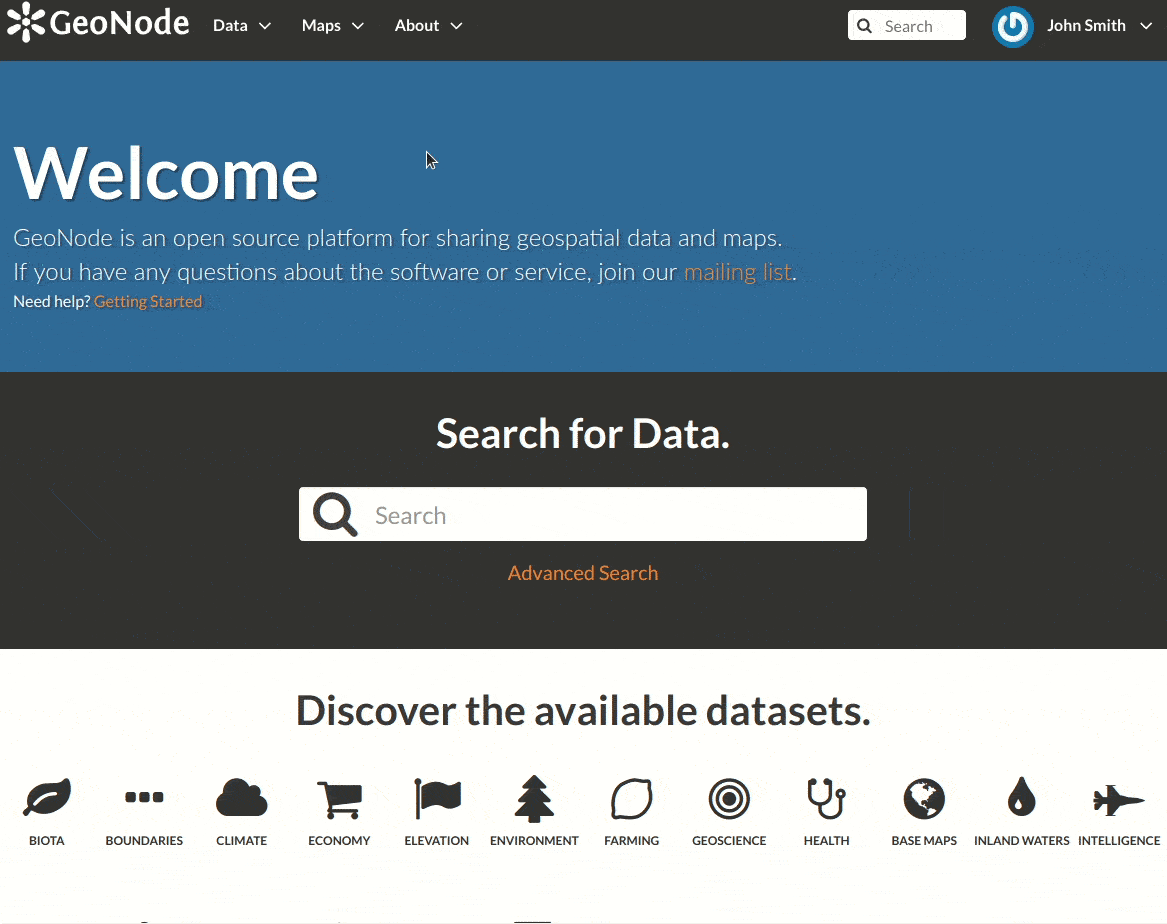 GeoNode Data Maps About Search John Smith
Welcome
GeoNode is an open source platform for sharing geospatial data and maps.
If you have any questions about the software or service, join our mailing list.
Need help? Getting Started
Search for Data.
Search
Advanced Search
Discover the available datasets.
BIOTA BOUNDARIES CLIMATE ECONOMY ELEVATION ENVIRONMENT FARMING GEOSCIENCE HEALTH BASE MAPS INLAND WATERS INTELLIGENCE